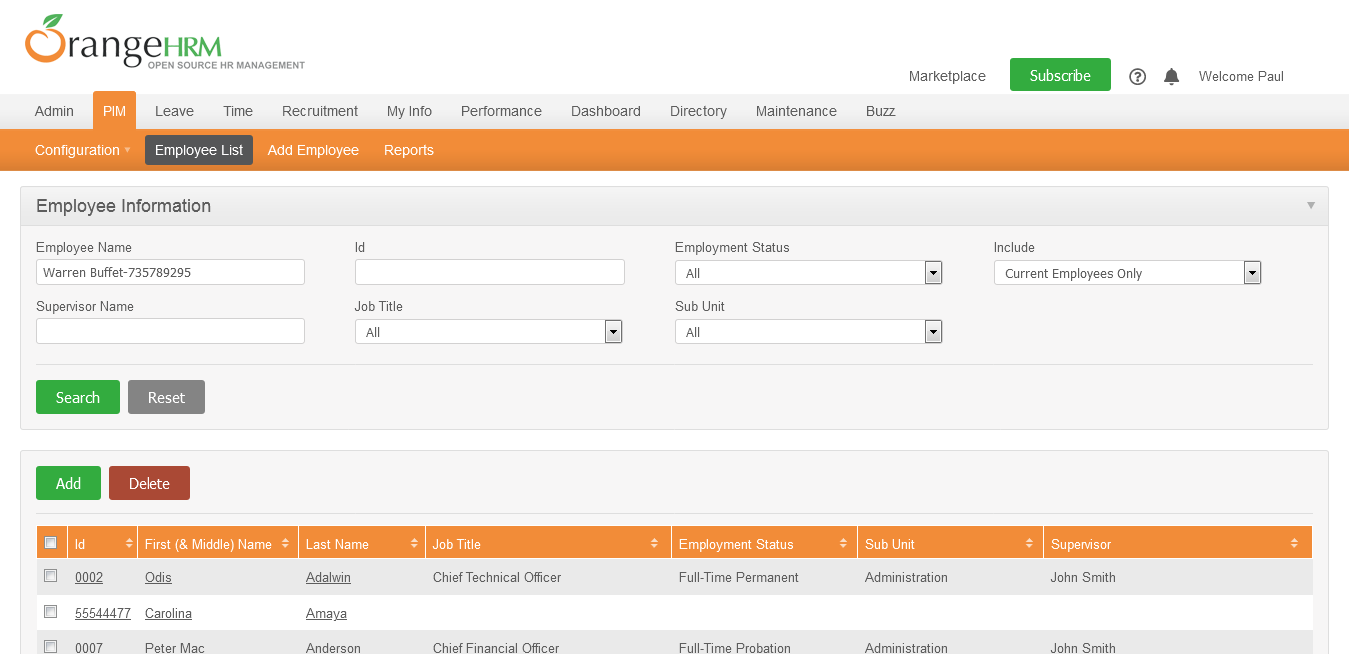 OrangeHRM
OPEN SOURCE HR MANAGEMENT
Marketplace Subscribe Welcome Paul
Admin PIM Leave Time Recruitment My Info Performance Dashboard Directory Maintenance Buzz
Configuration Employee List Add Employee Reports
Employee Information
Employee Name Id Employment Status Include
Warren Buffet-735789295 All Current Employees Only
Supervisor Name Job Title Sub Unit
All All
Search Reset
Add Delete
Id First (& Middle) Name Last Name Job Title Employment Status Sub Unit Supervisor
0002 Odis Adalwin Chief Technical Officer Full-Time Permanent Administration John Smith
55544477 Carolina Amaya
0007 Peter Mac Anderson Chief Financial Officer Full-Time Probation Administration John Smith